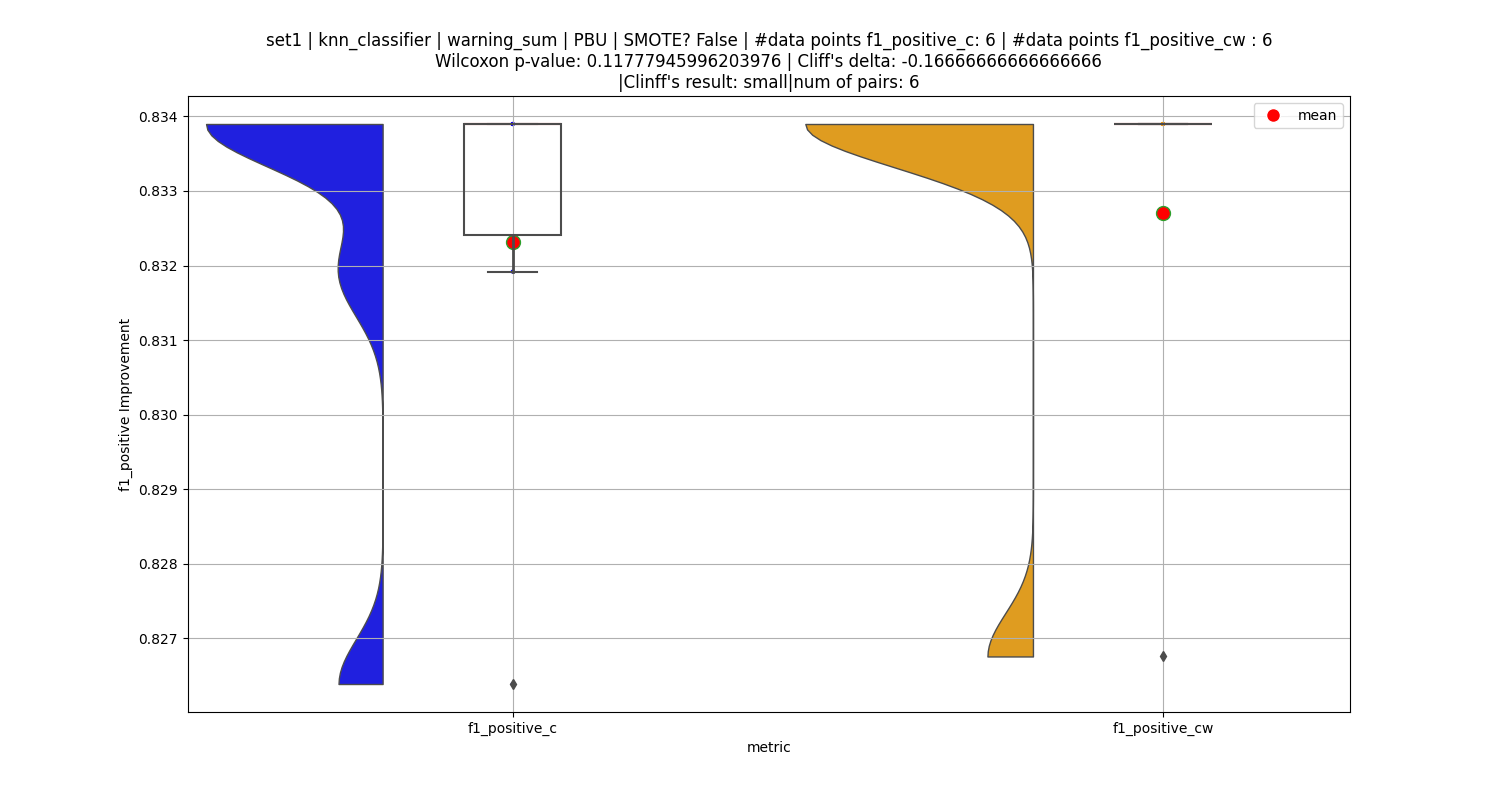 set1 | knn_classifier | warning_sum | PBU | SMOTE? False | #data points f1_positive_c: 6 | #data points f1_positive_cw : 6
Wilcoxon p-value: 0.11777945996203976 | Cliff's delta: -0.16666666666666666
|Clinff's result: small|num of pairs: 6
mean
0.834
0.833
0.832
0.831
0.830
0.829
0.828
0.827
f1_positive Improvement
f1_positive_c
f1_positive_cw
metric